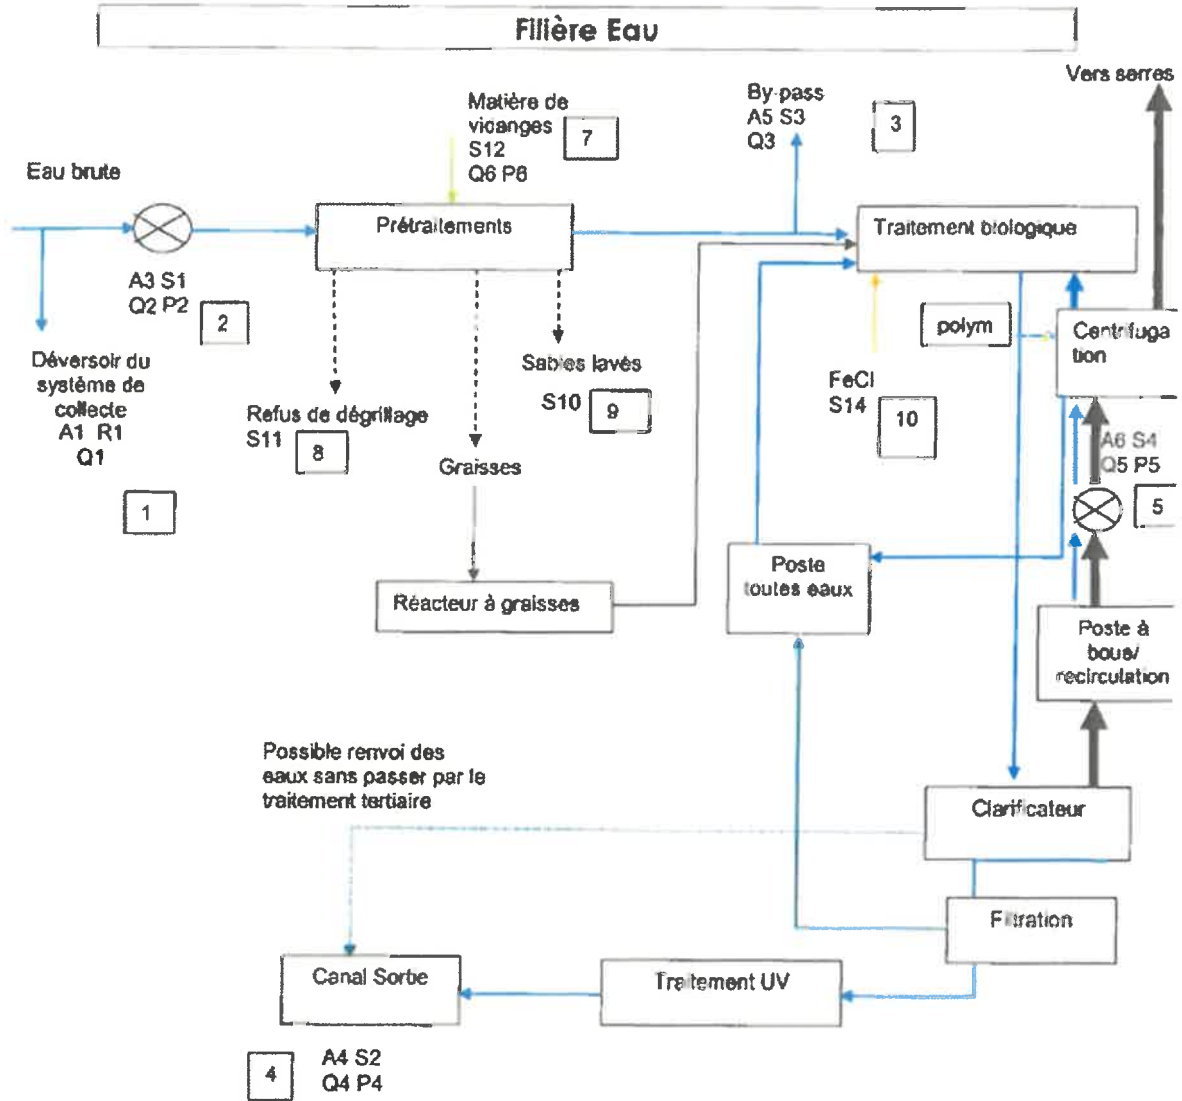 Filière Eau
Vers serres
Matière de
vidanges
S12
Q6 P6
7
By-pass
A5 S3
Q3
3
Eau brute
Prétraitements
Traitement biologique
A3 S1
Q2 P2
2
polym
Centrifuga
tion
Déversoir du
système de
collecte
A1 R1
Q1
1
Refus de dégrillage
S11
8
Sables lavés
S10
9
Graisses
FeCl
S14
10
A6 S4
Q5 P5
5
Réacteur à graisses
Poste
toutes eaux
Poste à
boue/
recirculation
Possible renvoi des
eaux sans passer par le
traitement tertiaire
Clarificateur
Filtration
Canal Sortie
Traitement UV
4
A4 S2
Q4 P4